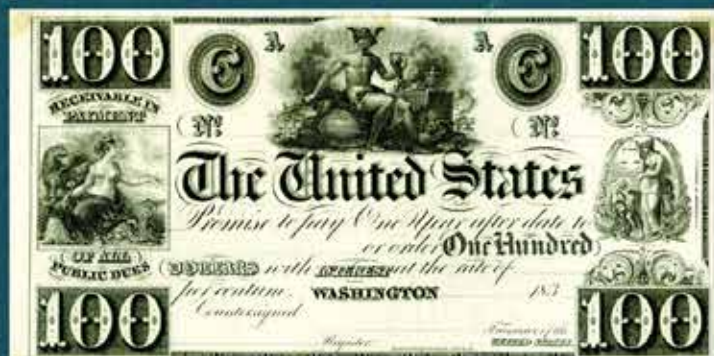 100 C A A C 100
RECEIVABLE IN
PAYMENT
(Nº (Nº
The United States
Promise to pay One Year after date to
or order One Hundred)
(OF ALL)
PUBLIC DUES
(DOLLARS with INTEREST at the rate of
per centum. WASHINGTON 183
Countersigned
Register
Treasurer of the
UNITED STATES
100 100